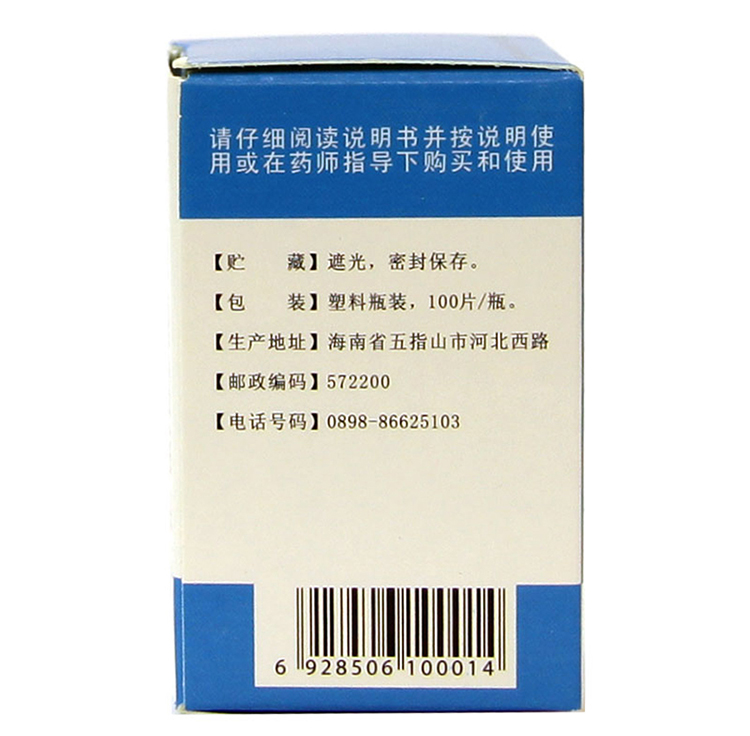 请仔细阅读说明书并按说明使
用或在药师指导下购买和使用
【贮 藏】遮光，密封保存。
【包 装】塑料瓶装，100片/瓶。
【生产地址】海南省五指山市河北西路
【邮政编码】572200
【电话号码】0898-86625103
6 928506 100014